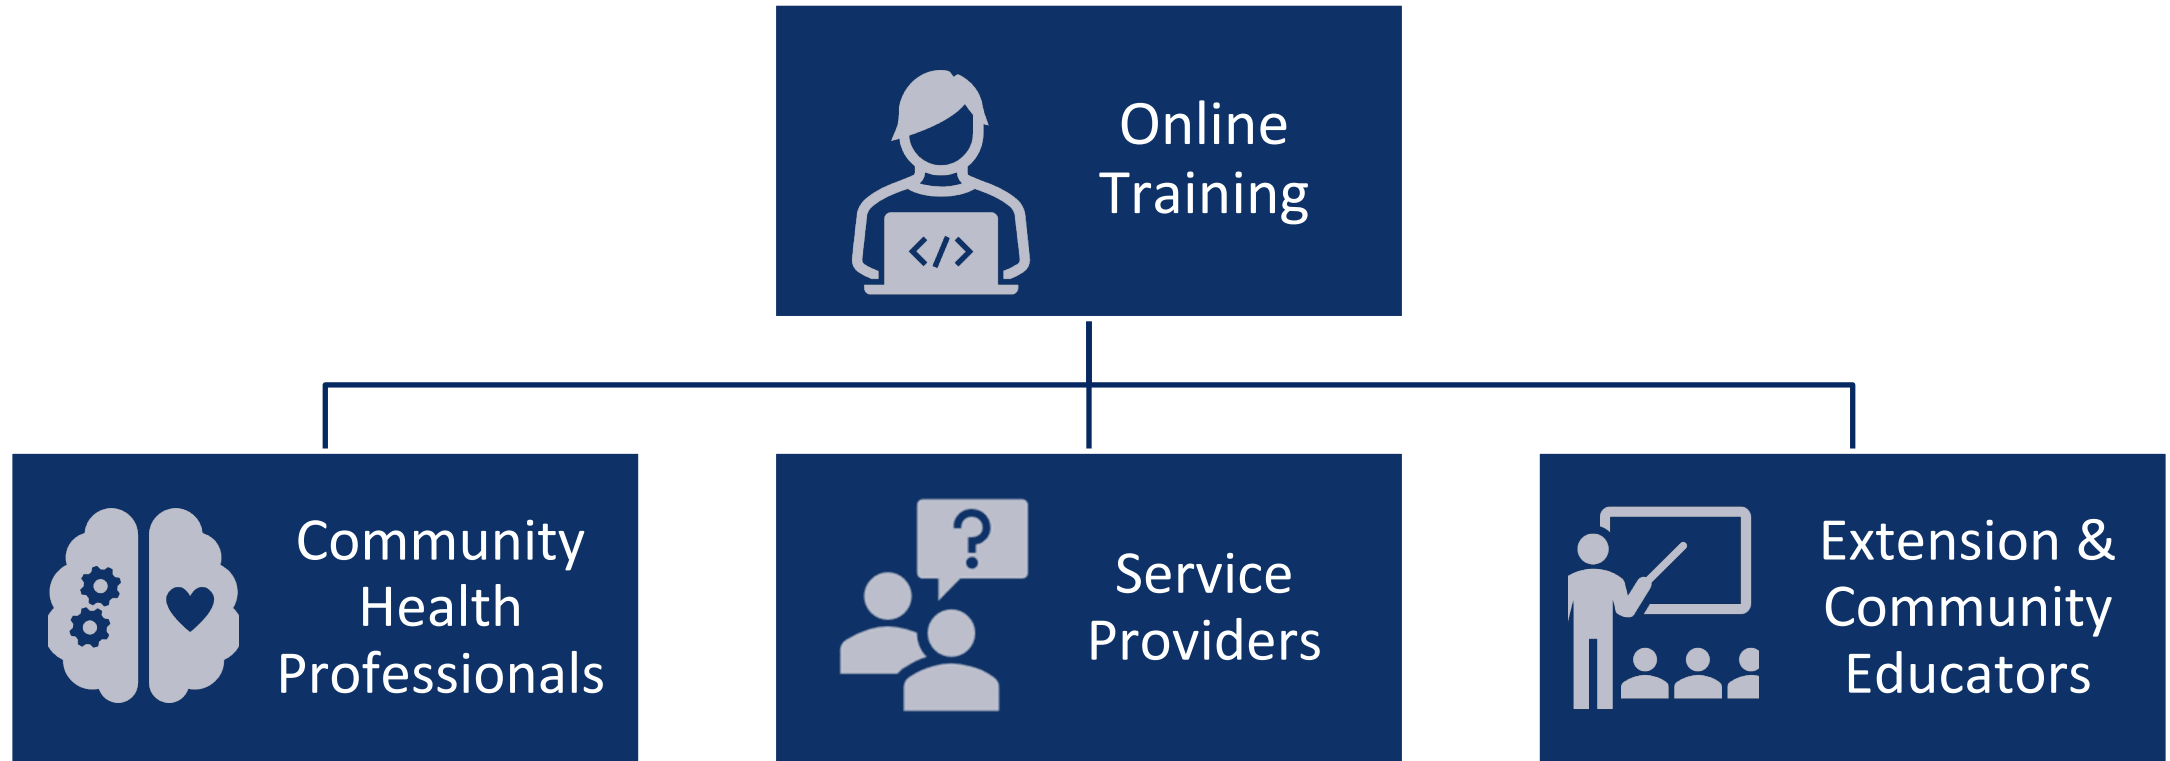 Online
Training
</>
Community
Health
Professionals
?
Service
Providers
Extension &
Community
Educators